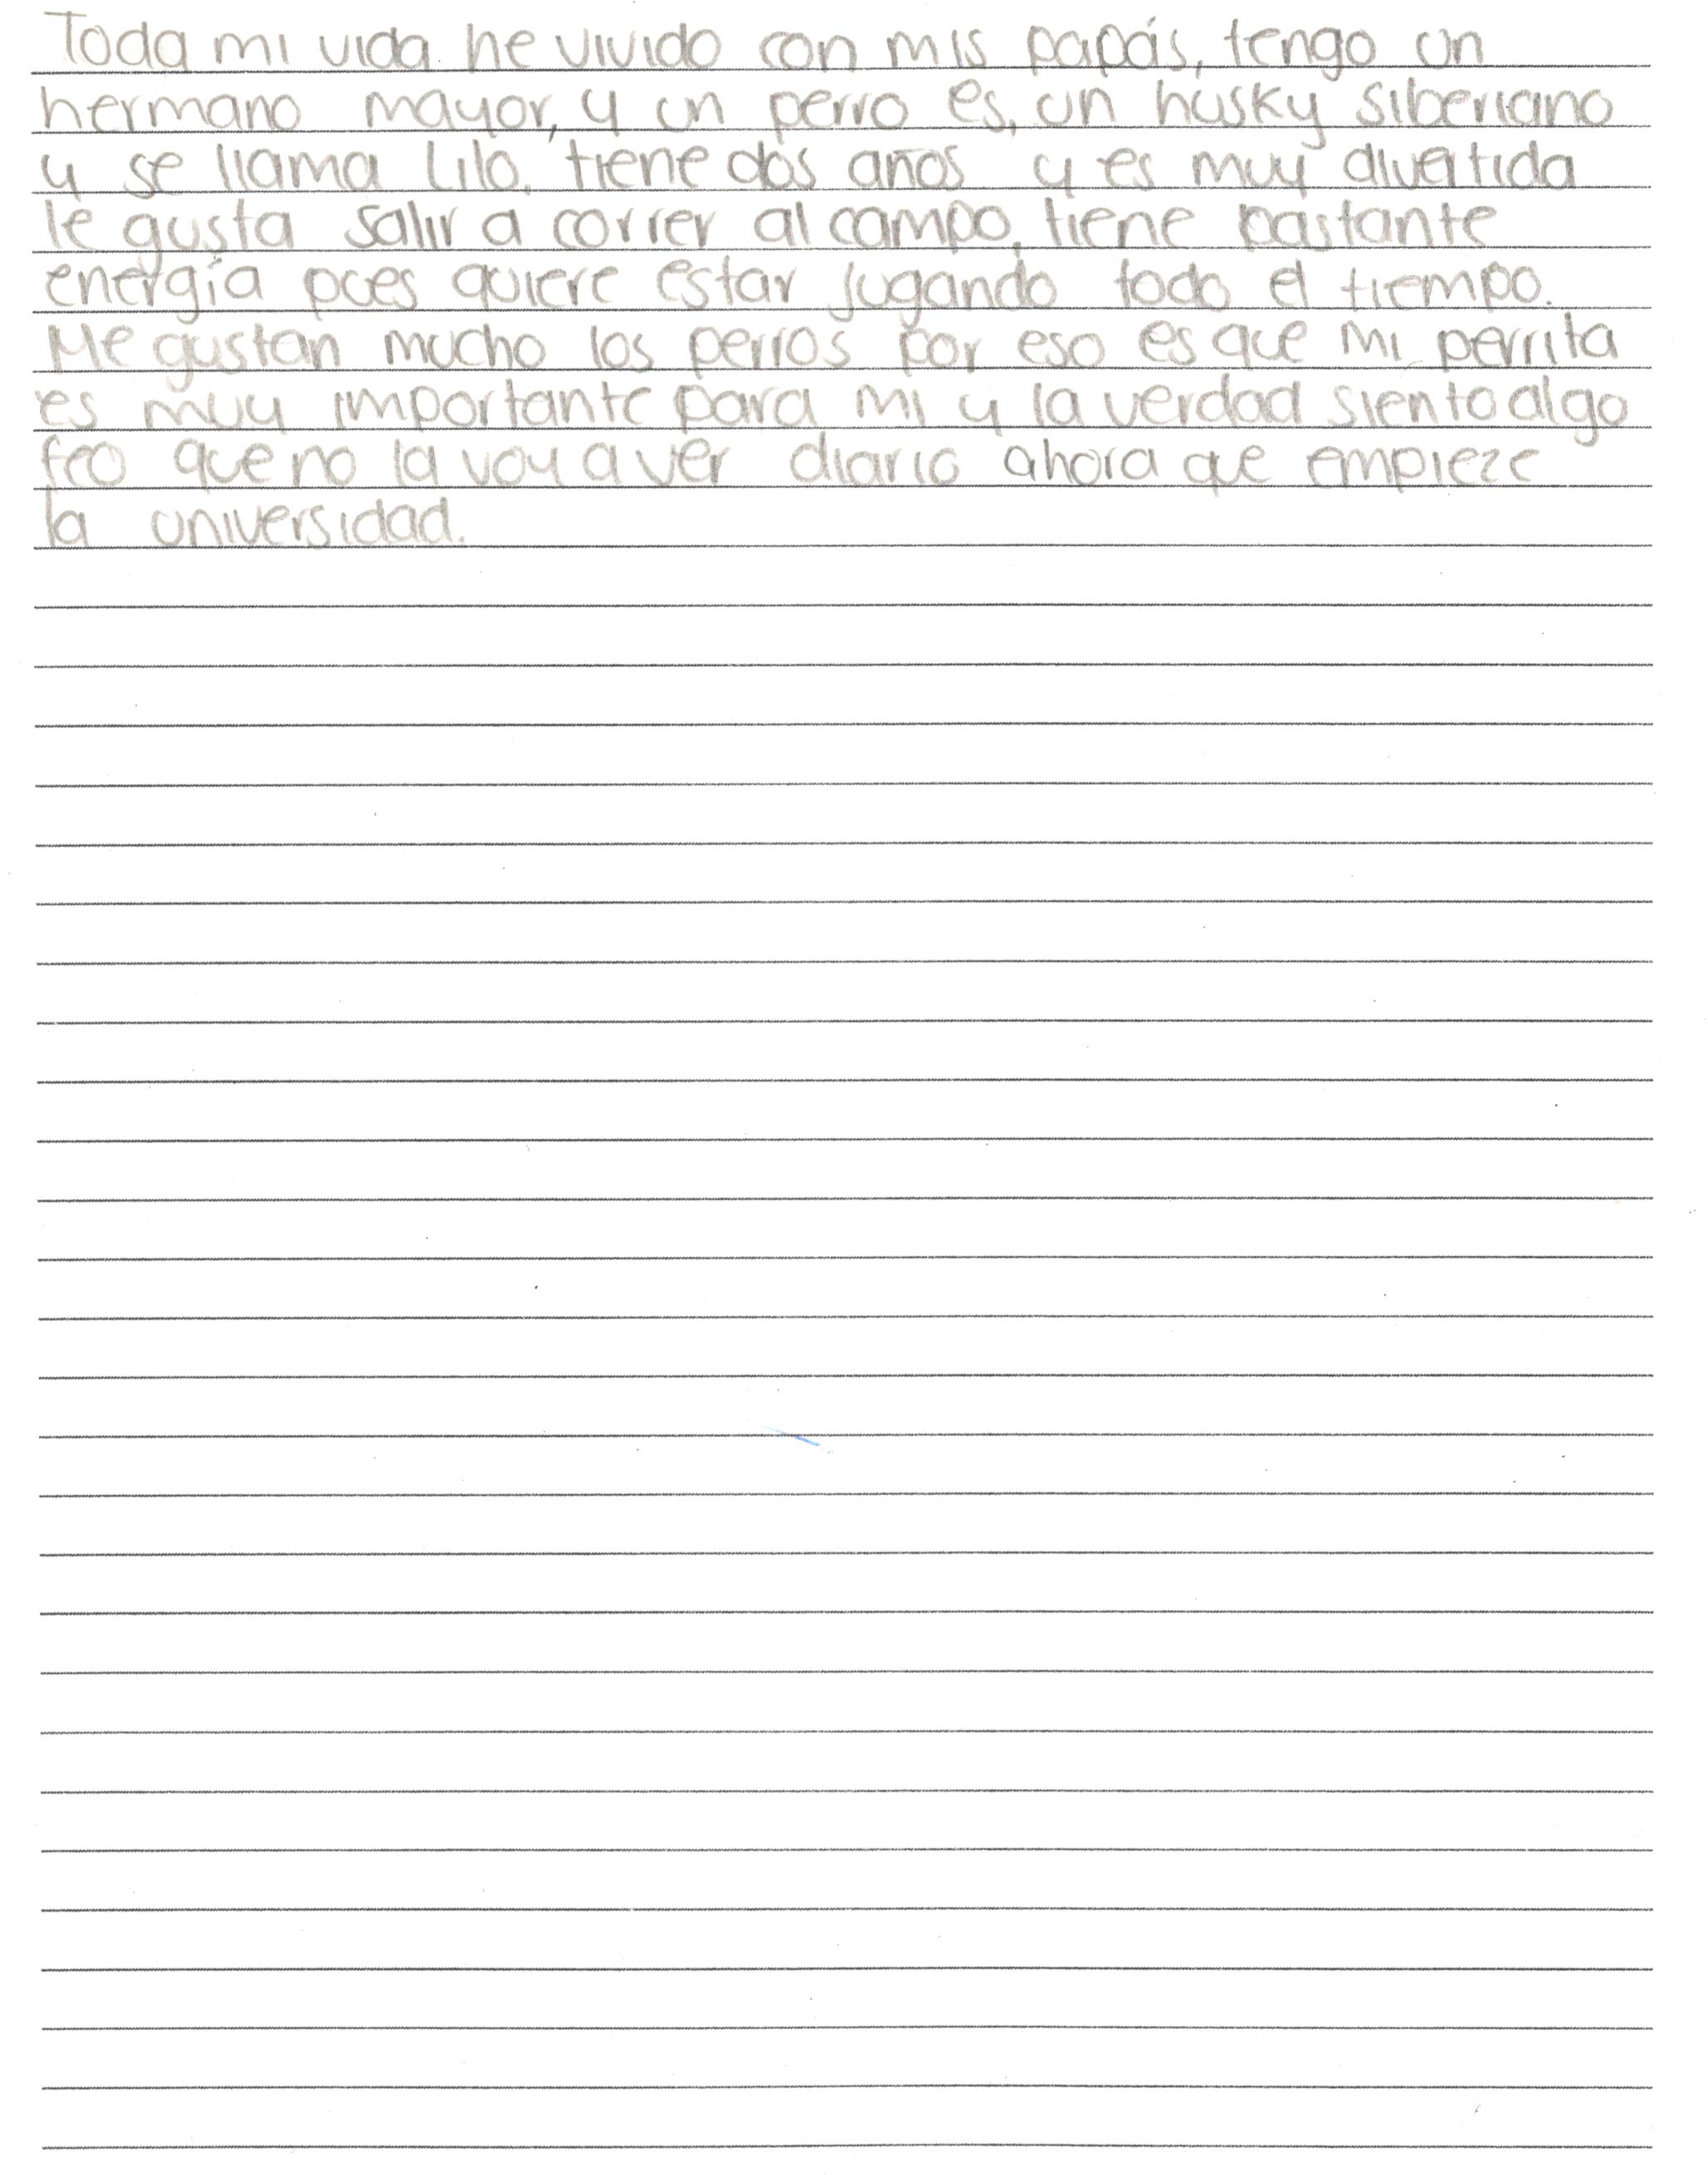 Toda mi vida he vivido con mis papás, tengo un
hermano mayor, y un perro es, un husky siberiano
y se llama Lilo. tiene dos años y es muy divertida
le gusta salir a correr al campo, tiene bastante
energía pues quiere estar jugando todo el tiempo.
Me gustan mucho los perros por eso es que mi perrita
es muy importante para mi y la verdad siento algo
feo que no la voy a ver diario ahora que empieze
la universidad.